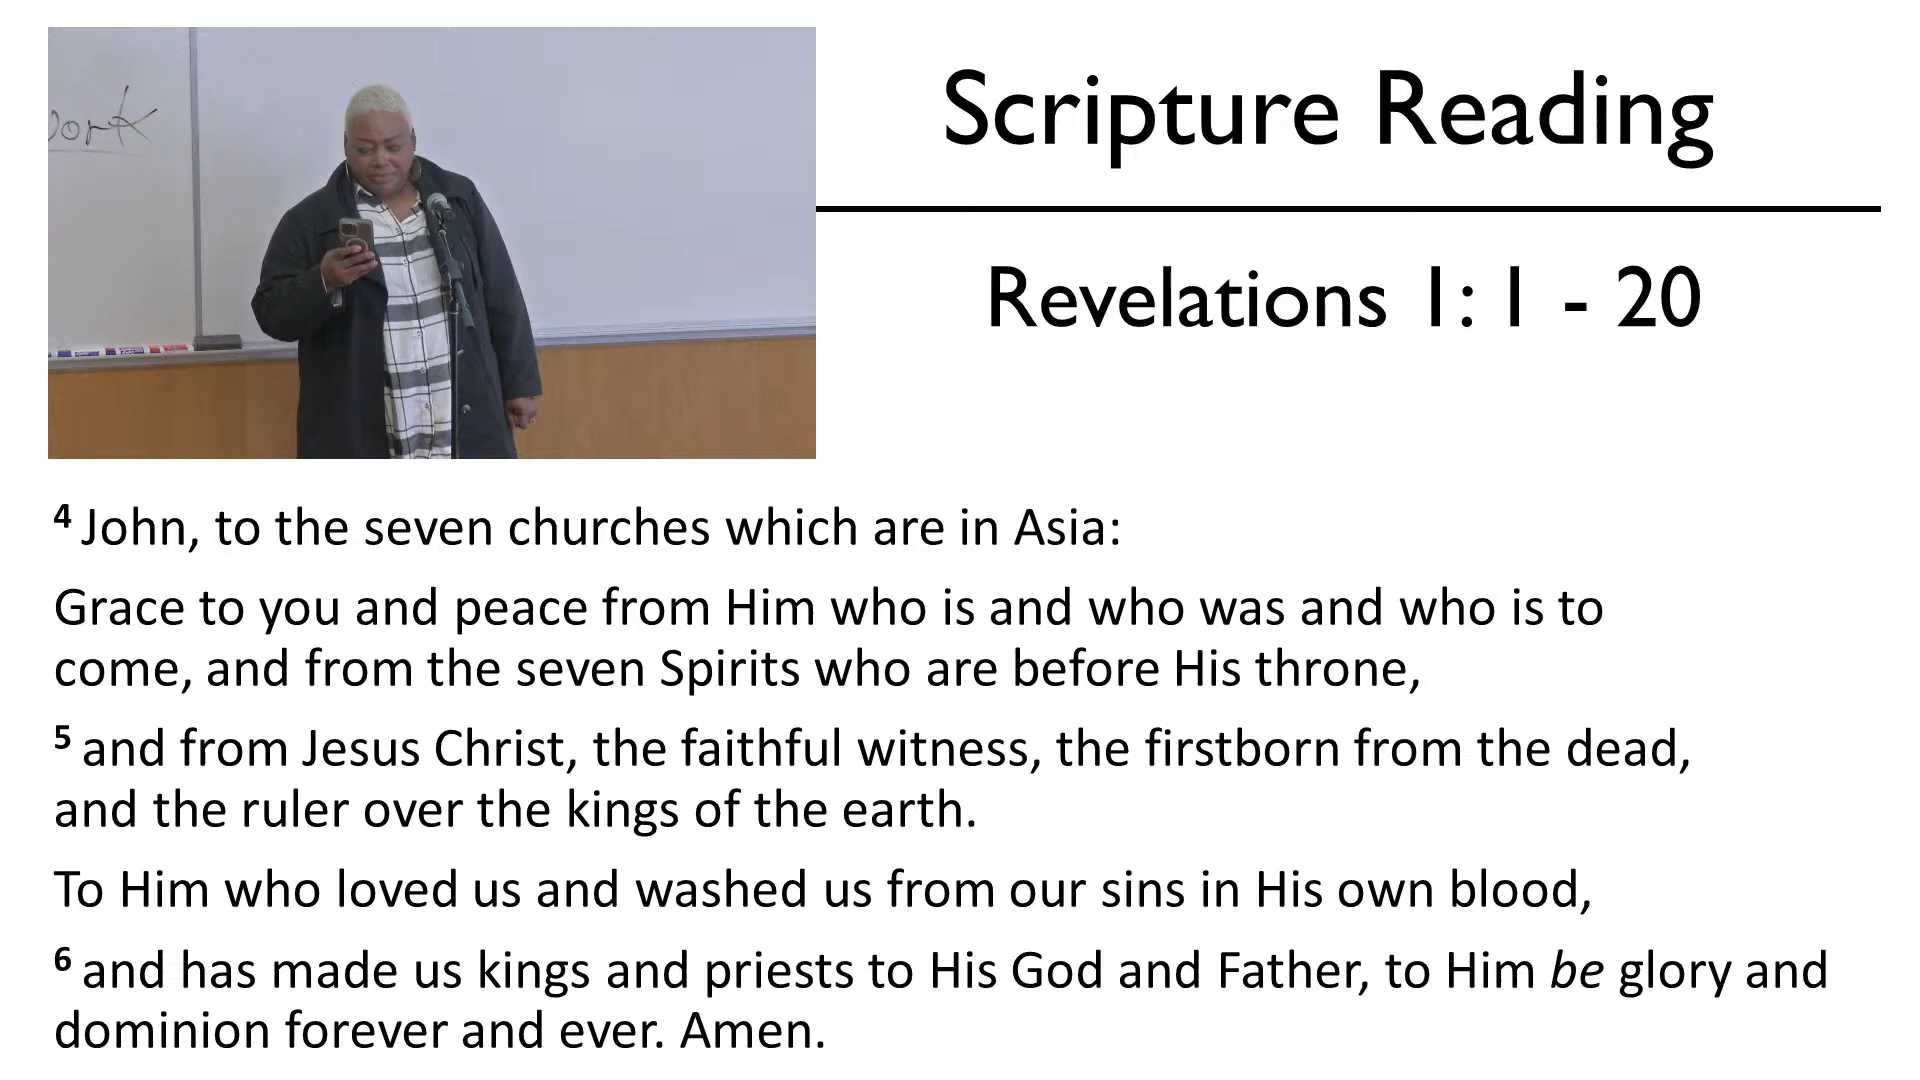 Scripture Reading
Revelations 1: 1 - 20
4 John, to the seven churches which are in Asia:
Grace to you and peace from Him who is and who was and who is to
come, and from the seven Spirits who are before His throne,
5 and from Jesus Christ, the faithful witness, the firstborn from the dead,
and the ruler over the kings of the earth.
To Him who loved us and washed us from our sins in His own blood,
6 and has made us kings and priests to His God and Father, to Him be glory and
dominion forever and ever. Amen.